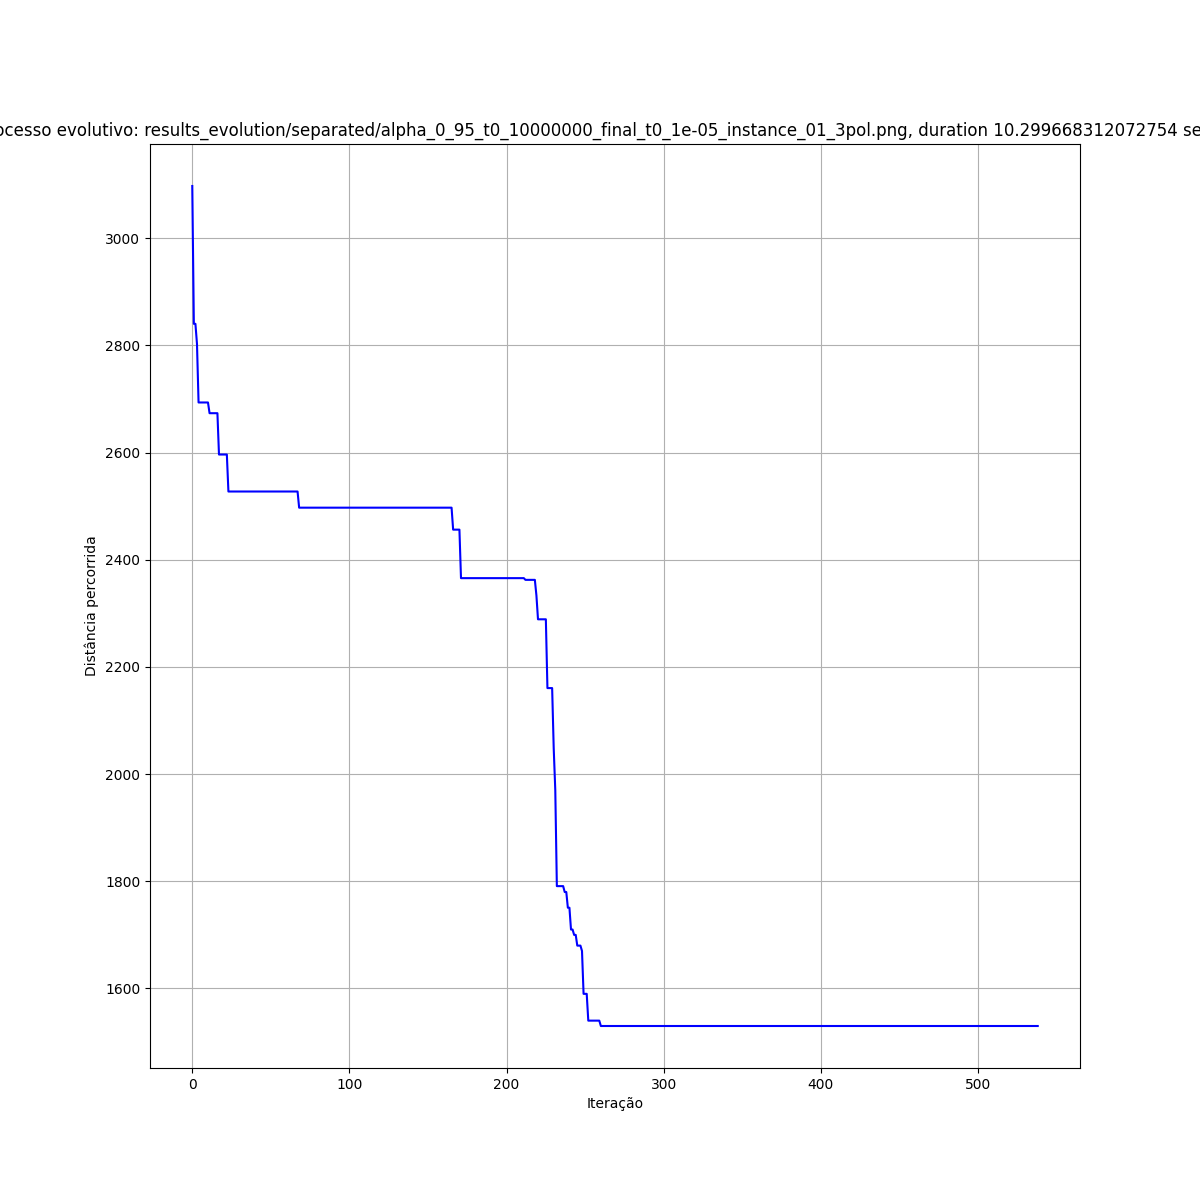 ocesso evolutivo: results_evolution/separated/alpha_0_95_t0_10000000_final_t0_1e-05_instance_01_3pol.png, duration 10.299668312072754 se
3000
2800
2600
2400
2200
2000
1800
1600
Distância percorrida
0 100 200 300 400 500
Iteração